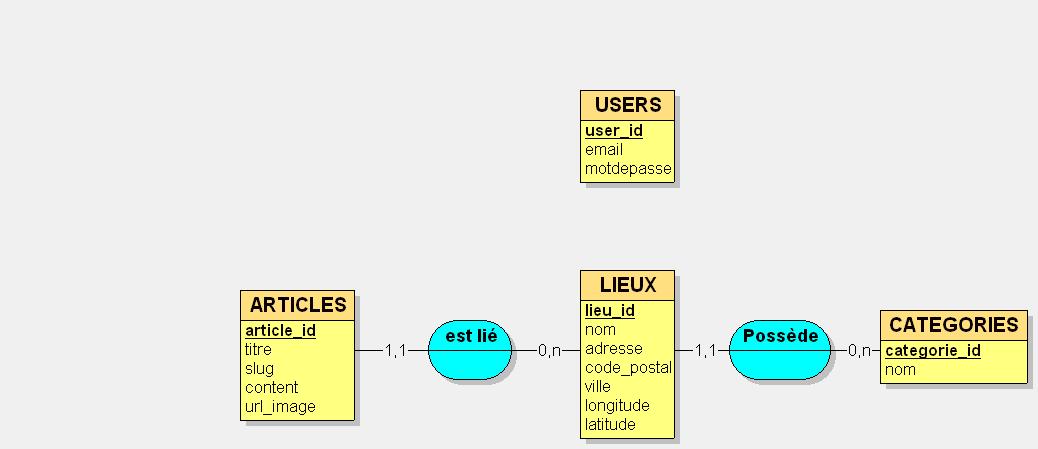 USERS
user_id
email
motdepasse
ARTICLES
article_id
titre
slug
content
url_image
1,1
est lié
0,n
LIEUX
lieu_id
nom
adresse
code_postal
ville
longitude
latitude
1,1
Possède
0,n
CATEGORIES
categorie_id
nom